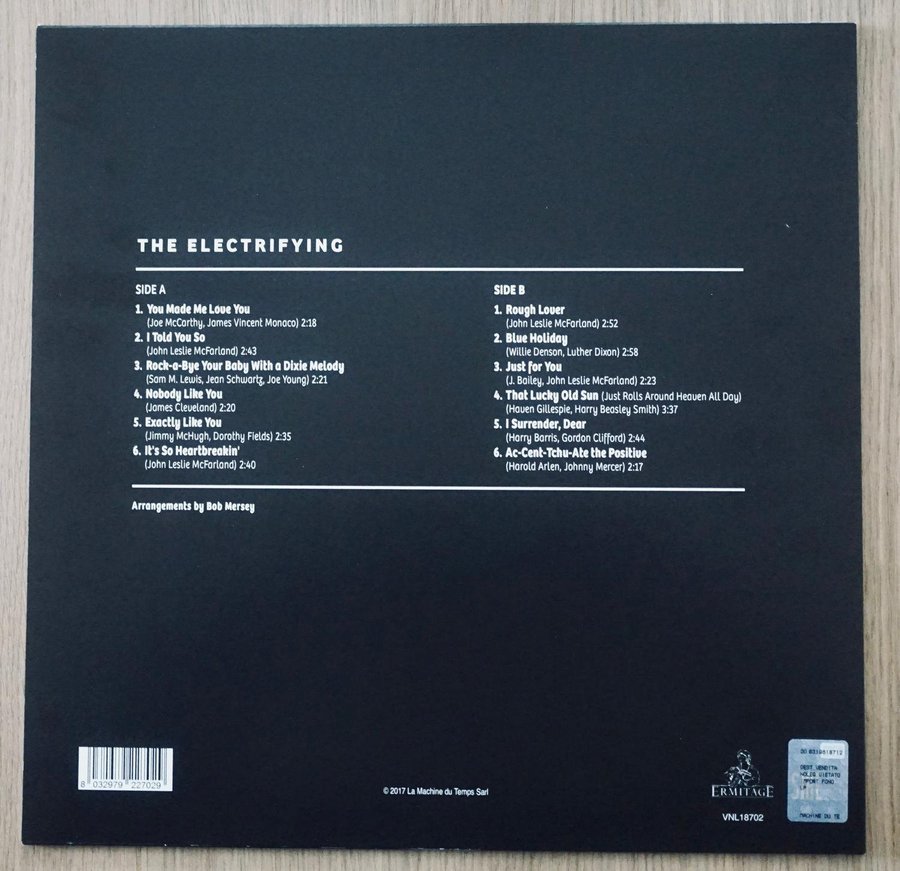 THE ELECTRIFYING
SIDE A
1. You Made Me Love You
(Joe McCarthy, James Vincent Monaco) 2:18
2. I Told You So
(John Leslie McFarland) 2:43
3. Rock-a-Bye Your Baby With a Dixie Melody
(Sam M. Lewis, Jean Schwartz, Joe Young) 2:21
4. Nobody Like You
(James Cleveland) 2:20
5. Exactly Like You
(Jimmy McHugh, Dorothy Fields) 2:35
6. It's So Heartbreakin'
(John Leslie McFarland) 2:40
SIDE B
1. Rough Lover
(John Leslie McFarland) 2:52
2. Blue Holiday
(Willie Denson, Luther Dixon) 2:58
3. Just for You
(J. Bailey, John Leslie McFarland) 2:23
4. That Lucky Old Sun (Just Rolls Around Heaven All Day)
(Haven Gillespie, Harry Beasley Smith) 3:37
5. I Surrender, Dear
(Harry Barris, Gordon Clifford) 2:44
6. Ac-Cent-Tchu-Ate the Positive
(Harold Arlen, Johnny Mercer) 2:17
Arrangements by Bob Mersey
8 032979 227029
© 2017 La Machine du Temps Sarl
ERMITAGE
VNL18702
DEST VENDITA
NOLEG VIETATO
MACHINE DU TE